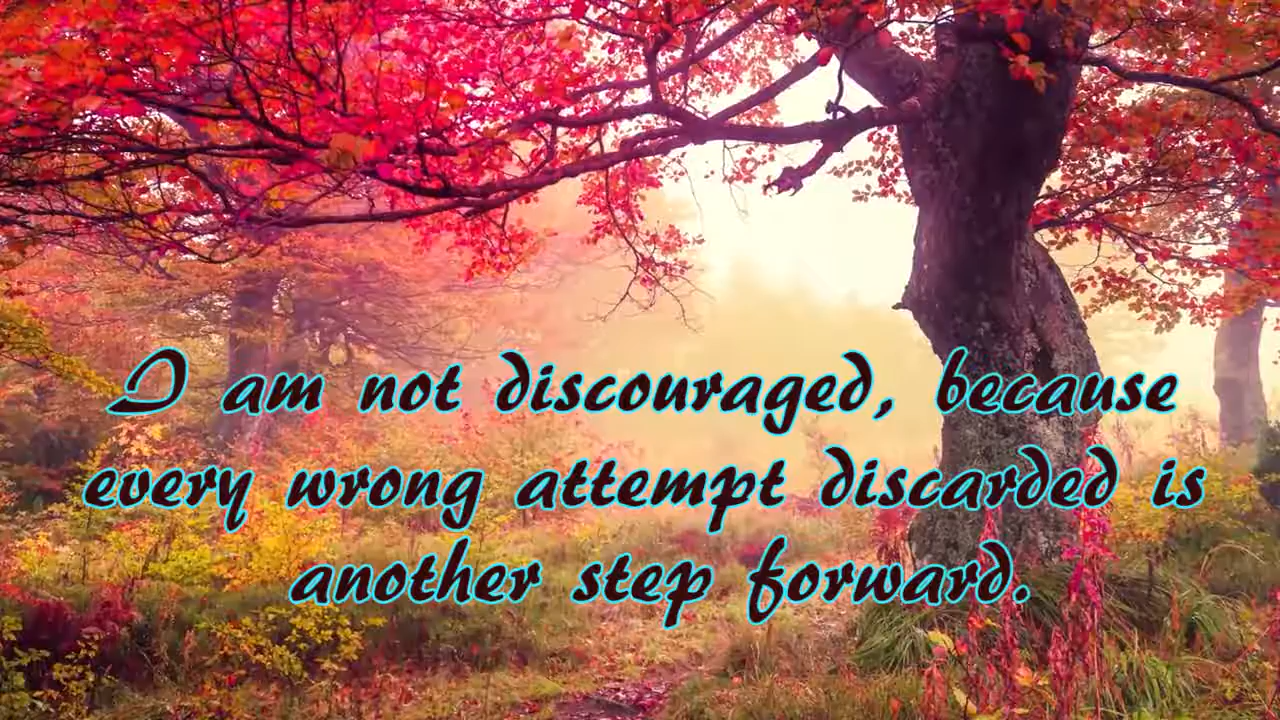 I am not discouraged, because
every wrong attempt discarded is
another step forward.